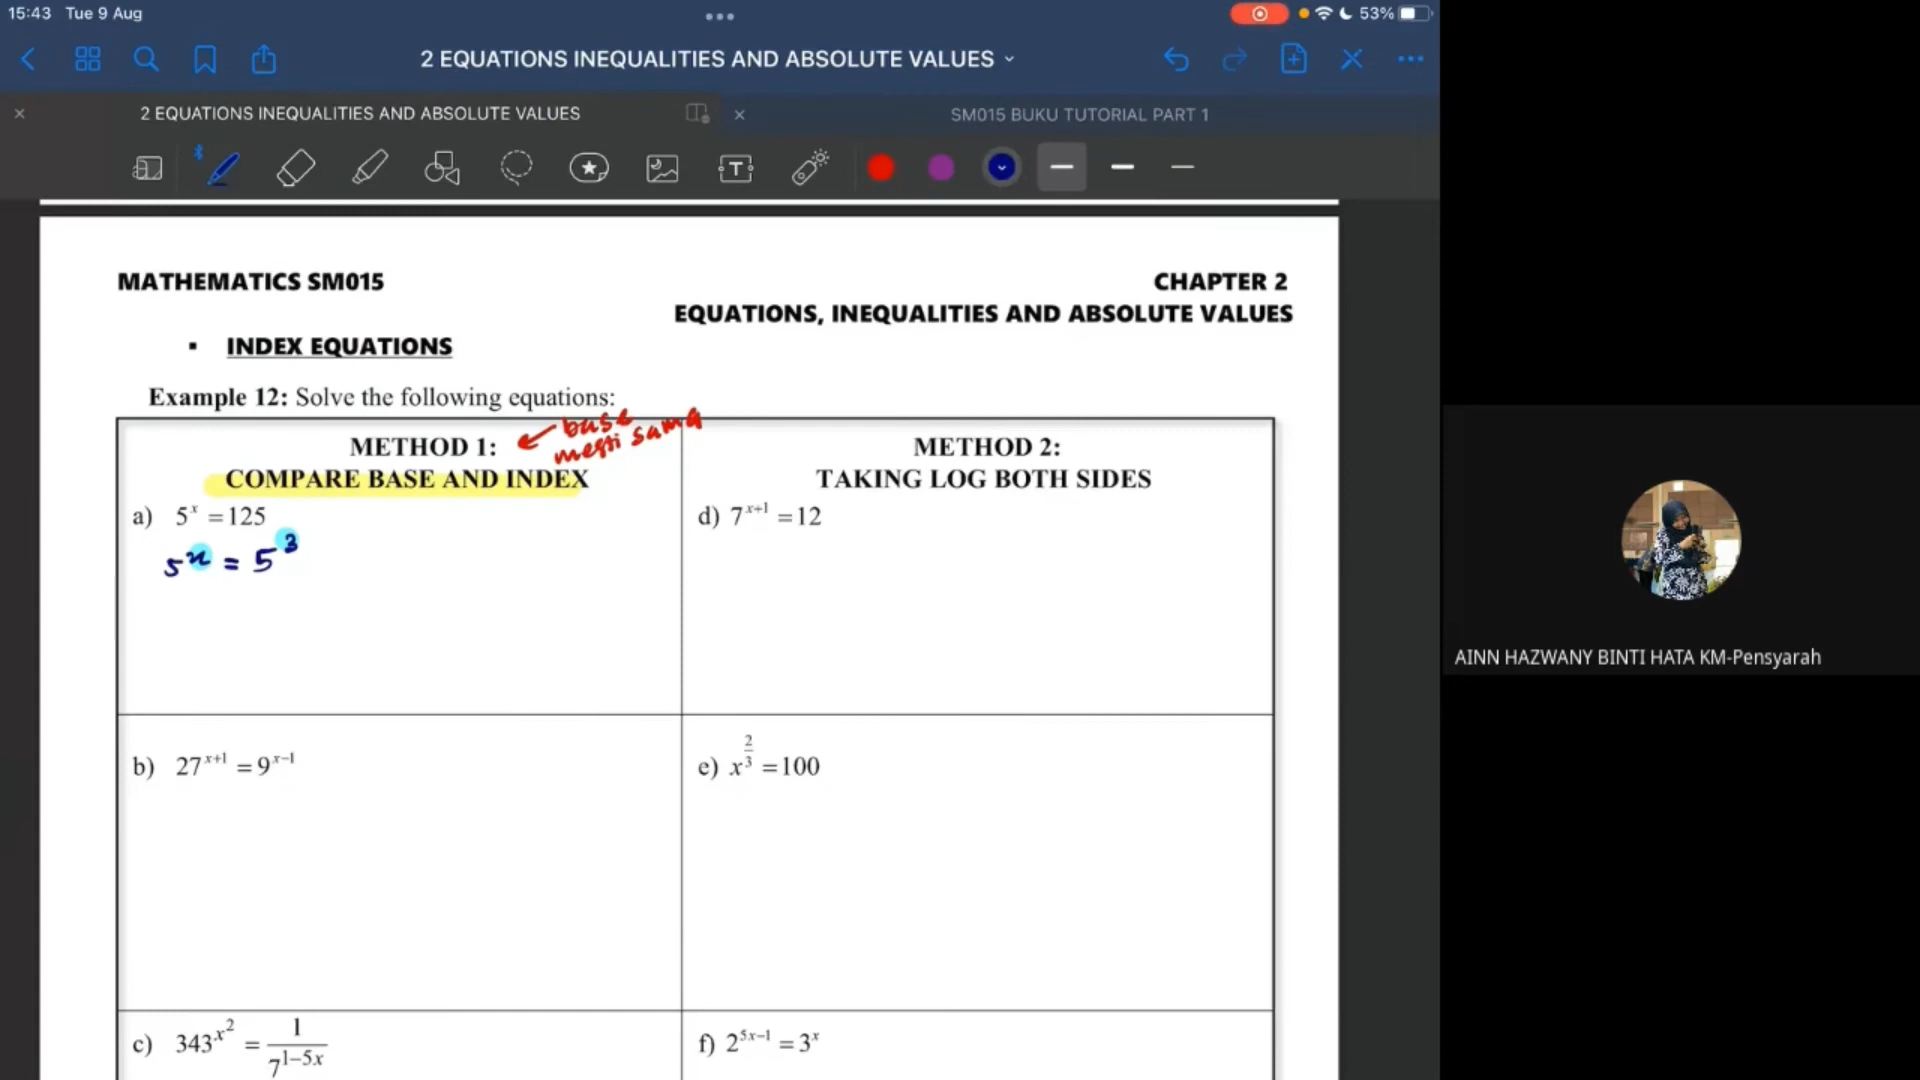 15:43 Tue 9 Aug
53%
2 EQUATIONS INEQUALITIES AND ABSOLUTE VALUES
2 EQUATIONS INEQUALITIES AND ABSOLUTE VALUES
SM015 BUKU TUTORIAL PART 1
MATHEMATICS SM015
CHAPTER 2
EQUATIONS, INEQUALITIES AND ABSOLUTE VALUES
▪ INDEX EQUATIONS
Example 12: Solve the following equations:
METHOD 1:
← base
mesti sama
COMPARE BASE AND INDEX
a) 5^x = 125
5^x = 5^3
METHOD 2:
TAKING LOG BOTH SIDES
d) 7^{x+1} = 12
b) 27^{x+1} = 9^{x-1}
e) x^{2/3} = 100
c) 343^{x^2} = 1/7^{1-5x}
f) 2^{5x-1} = 3^x
AINN HAZWANY BINTI HATA KM-Pensyarah